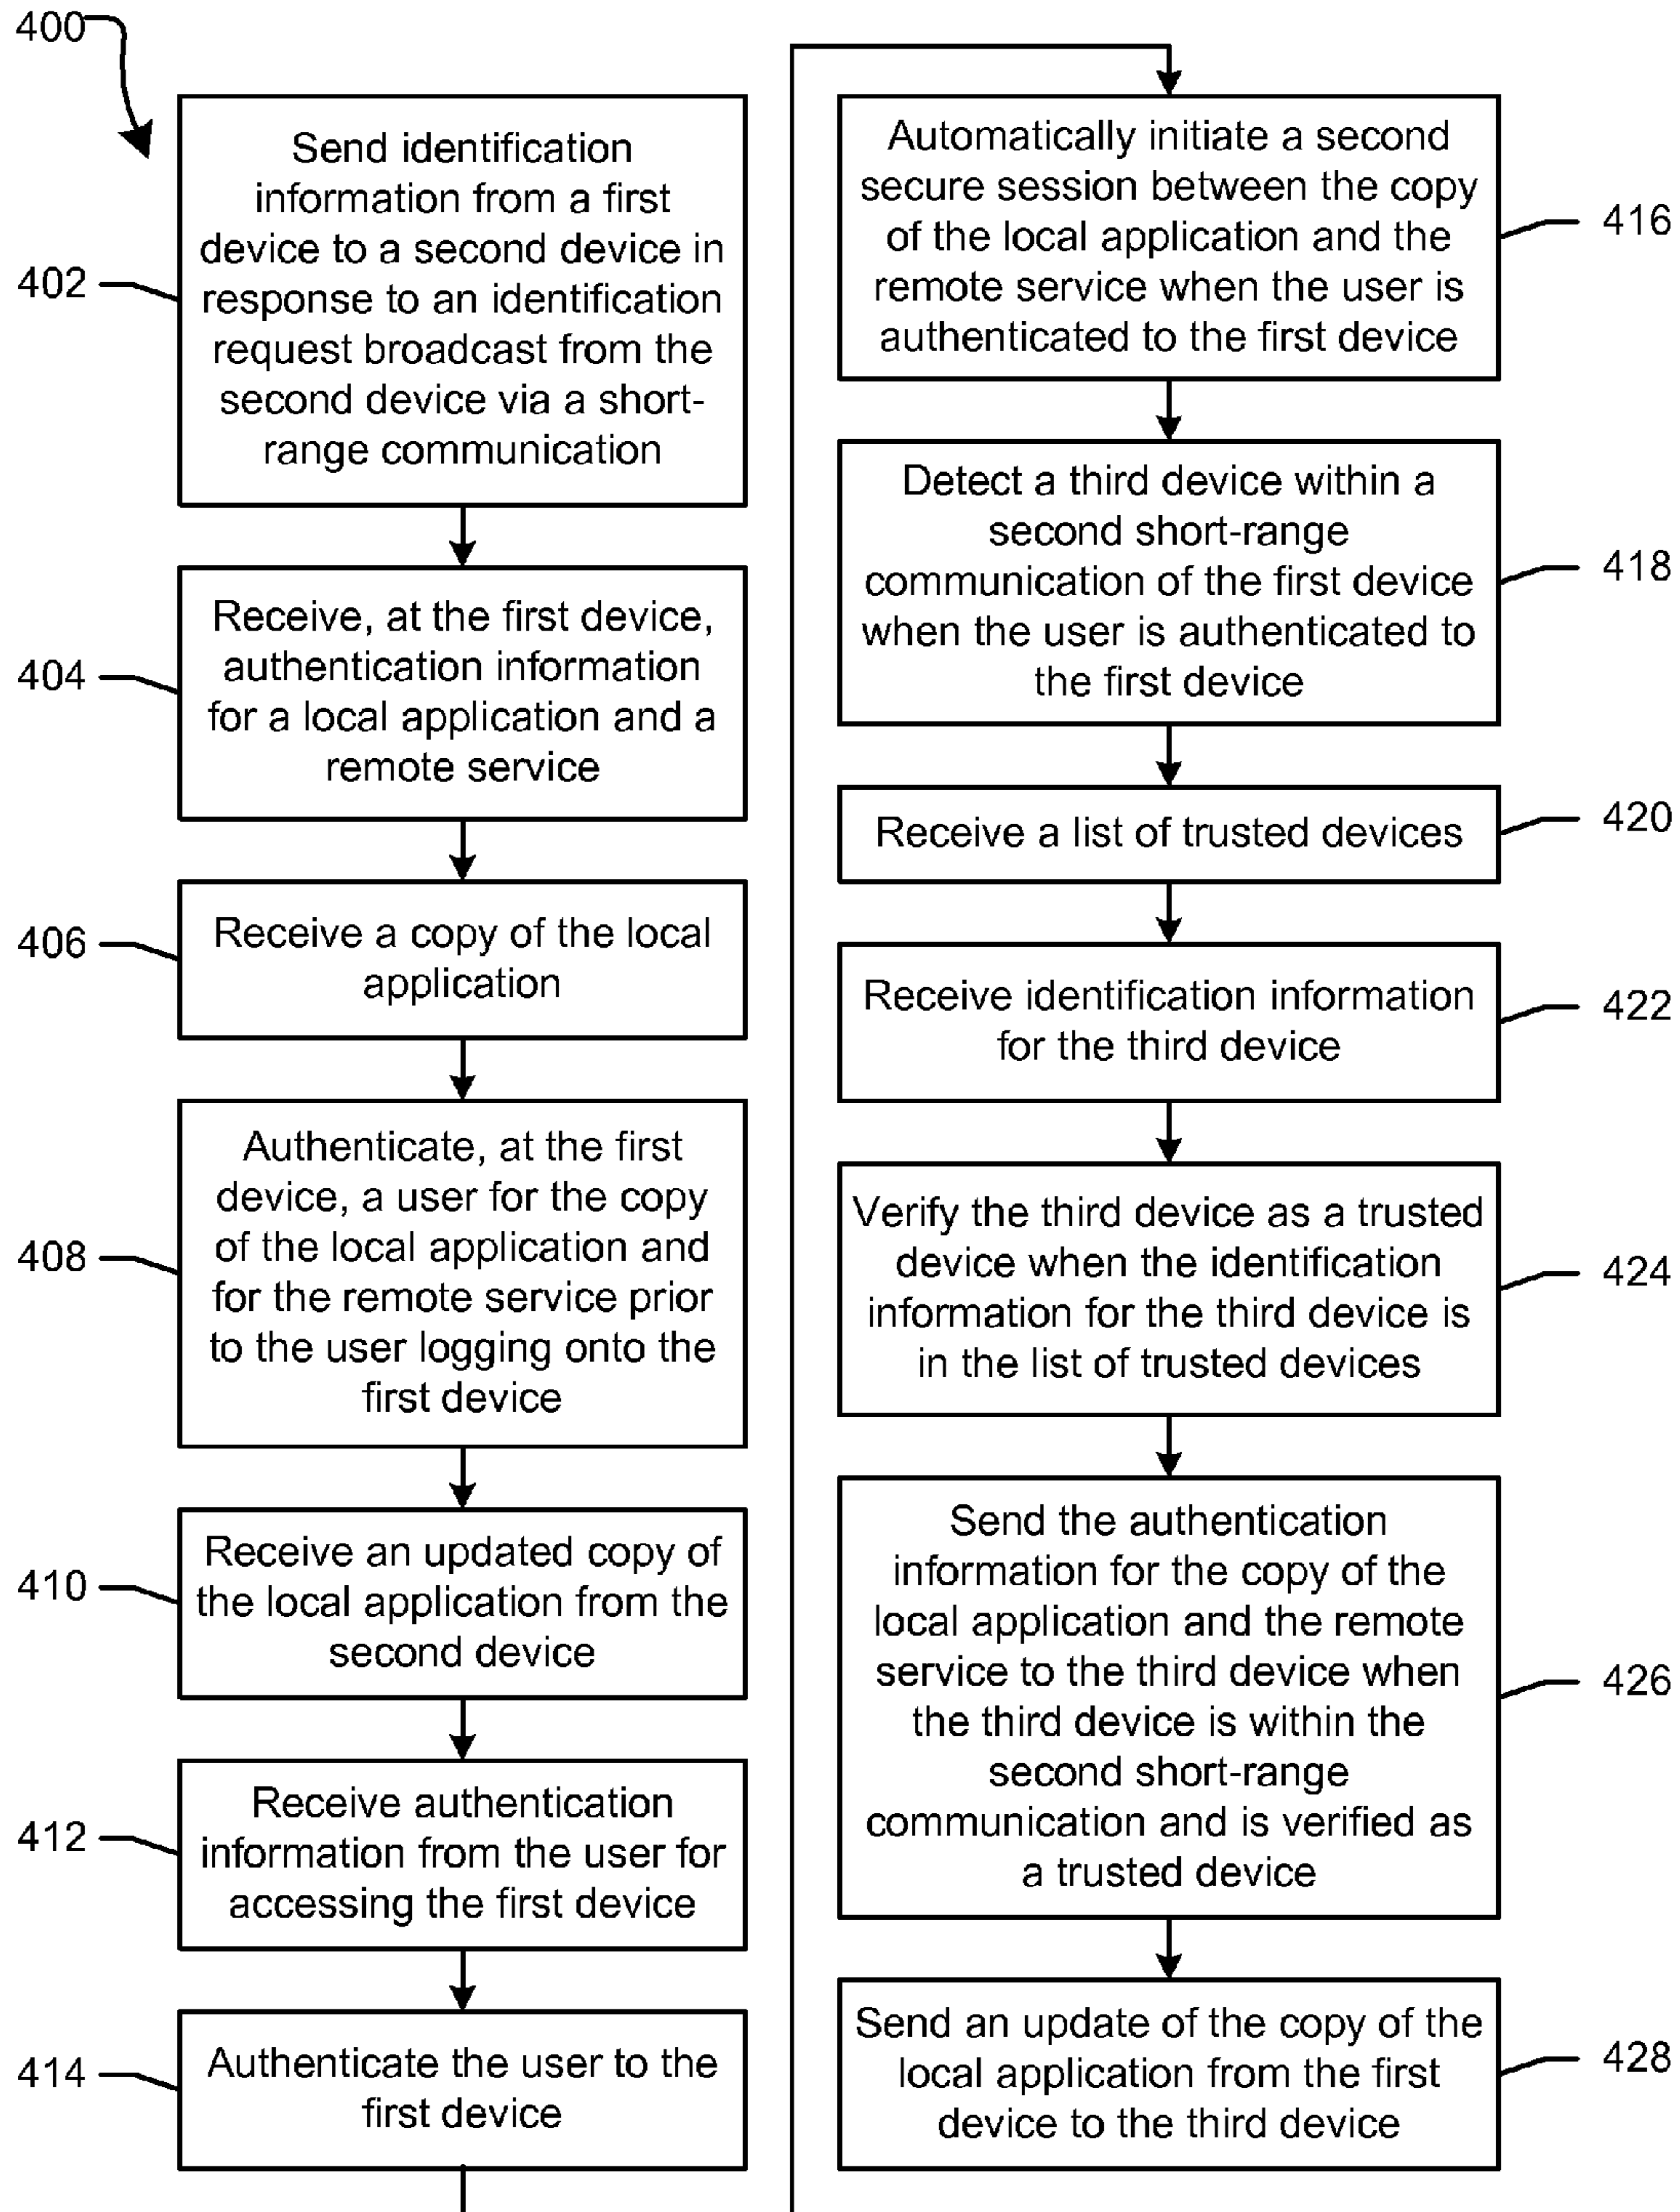 400
402
Send identification
information from a first
device to a second device in
response to an identification
request broadcast from the
second device via a short-
range communication
404
Receive, at the first device,
authentication information
for a local application and a
remote service
406
Receive a copy of the local
application
408
Authenticate, at the first
device, a user for the copy
of the local application and
for the remote service prior
to the user logging onto the
first device
410
Receive an updated copy of
the local application from the
second device
412
Receive authentication
information from the user for
accessing the first device
414
Authenticate the user to the
first device
Automatically initiate a second
secure session between the copy
of the local application and the
remote service when the user is
authenticated to the first device
416
Detect a third device within a
second short-range
communication of the first device
when the user is authenticated to
the first device
418
Receive a list of trusted devices
420
Receive identification information
for the third device
422
Verify the third device as a trusted
device when the identification
information for the third device is
in the list of trusted devices
424
Send the authentication
information for the copy of the
local application and the remote
service to the third device when
the third device is within the
second short-range
communication and is verified as
a trusted device
426
Send an update of the copy of the
local application from the first
device to the third device
428